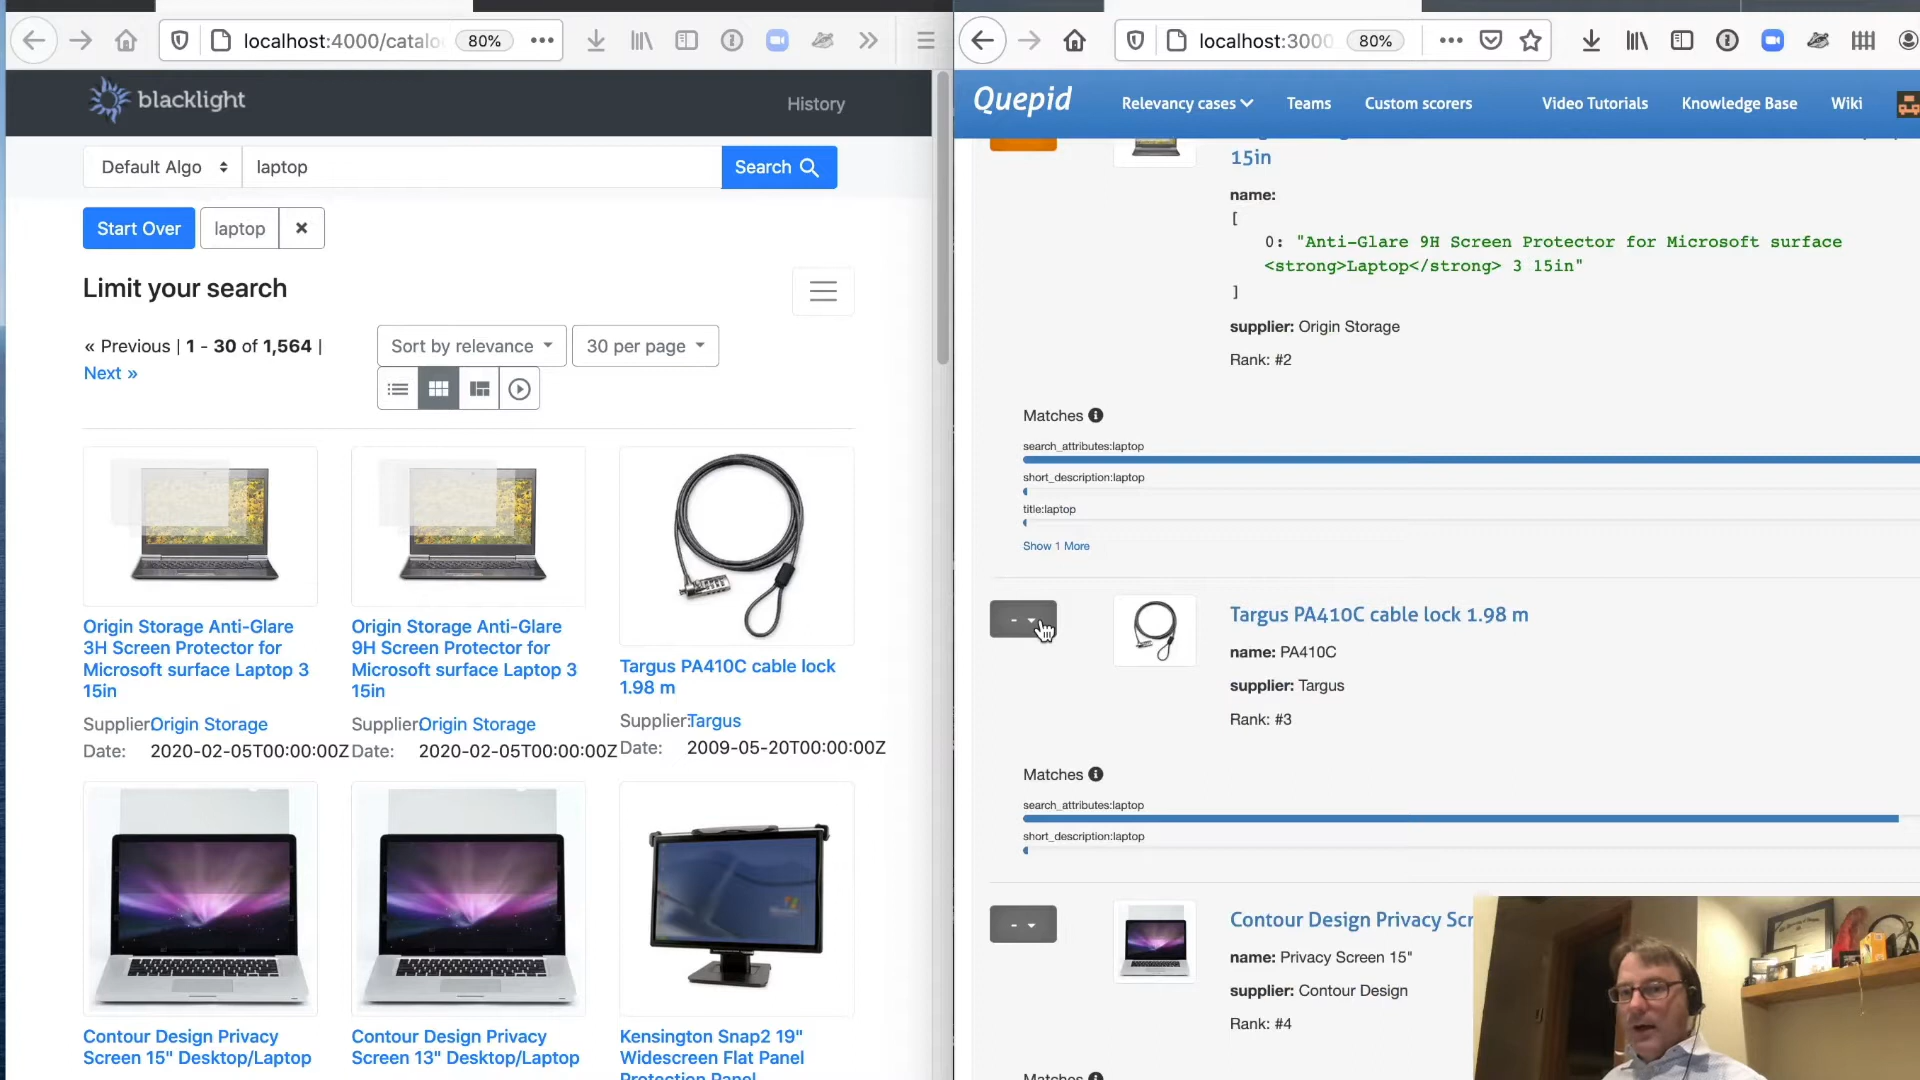 localhost:4000/catalo
80%
localhost:3000
80%
blacklight
History
Default Algo
laptop
Search
Start Over
laptop
Limit your search
« Previous | 1 - 30 of 1,564 |
Next »
Sort by relevance
30 per page
Origin Storage Anti-Glare
3H Screen Protector for
Microsoft surface Laptop 3
15in
Supplier:Origin Storage
Date: 2020-02-05T00:00:00Z
Origin Storage Anti-Glare
9H Screen Protector for
Microsoft surface Laptop 3
15in
Supplier:Origin Storage
Date: 2020-02-05T00:00:00Z
Targus PA410C cable lock
1.98 m
Supplier:Targus
Date: 2009-05-20T00:00:00Z
Contour Design Privacy
Screen 15" Desktop/Laptop
Contour Design Privacy
Screen 13" Desktop/Laptop
Kensington Snap2 19"
Widescreen Flat Panel
Protection Panel
Quepid
Relevancy cases
Teams
Custom scorers
Video Tutorials
Knowledge Base
Wiki
15in
name:
[
0: "Anti-Glare 9H Screen Protector for Microsoft surface
<strong>Laptop</strong> 3 15in"
]
supplier: Origin Storage
Rank: #2
Matches
search_attributes:laptop
short_description:laptop
title:laptop
Show 1 More
-
Targus PA410C cable lock 1.98 m
name: PA410C
supplier: Targus
Rank: #3
Matches
search_attributes:laptop
short_description:laptop
-
Contour Design Privacy Scr
name: Privacy Screen 15"
supplier: Contour Design
Rank: #4
Matches